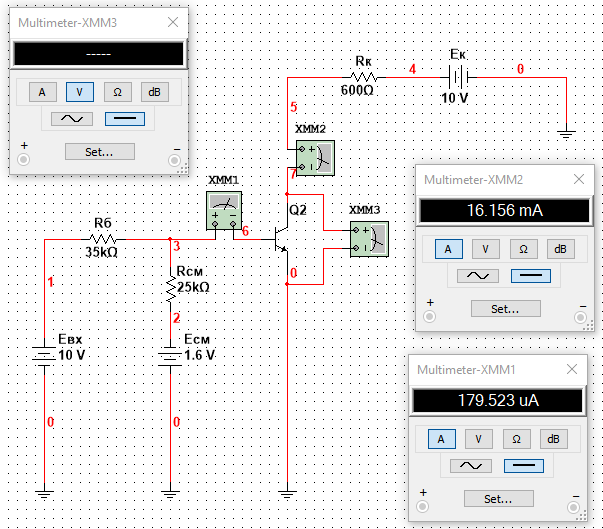 Multimeter-XMM3
-----
A V Ω dB
+
Set...
−
Rк
600Ω
4
Eк
10 V
0
5
XMM2
7
XMM1
6
Q2
XMM3
0
Rб
35kΩ
3
Rсм
25kΩ
1
2
Eвх
10 V
Eсм
1.6 V
0
0
Multimeter-XMM2
16.156 mA
A V Ω dB
+
Set...
−
Multimeter-XMM1
179.523 uA
A V Ω dB
+
Set...
−